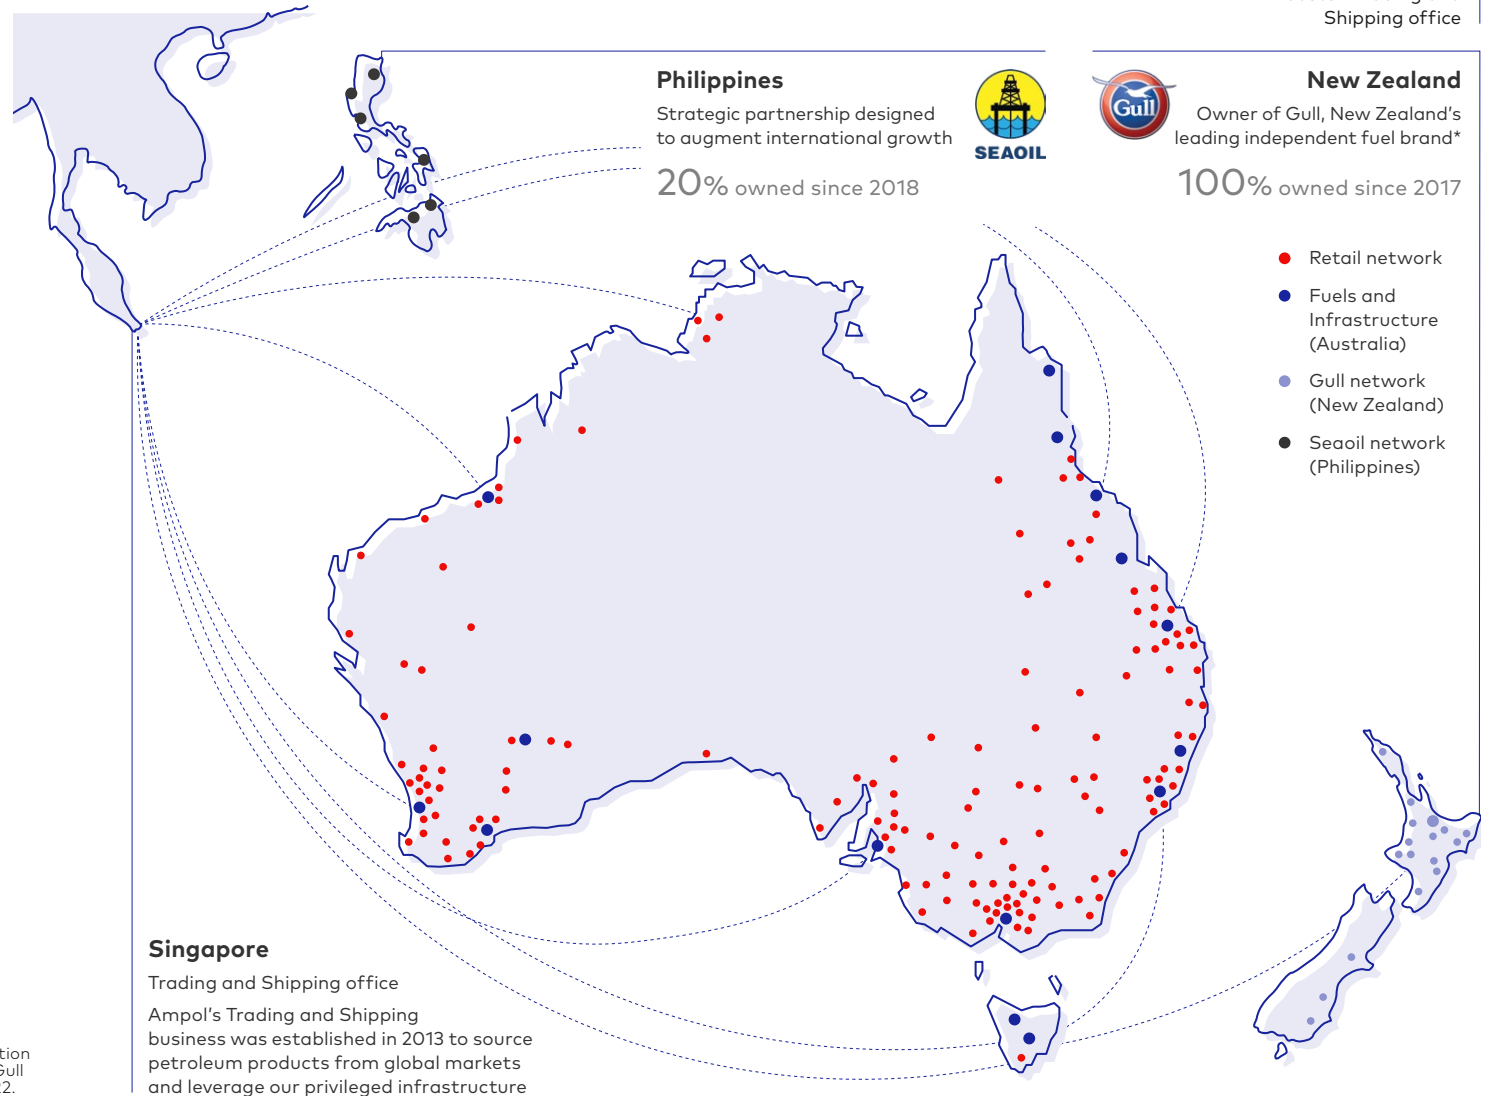 Shipping office
Philippines
Strategic partnership designed
to augment international growth
20% owned since 2018
SEAOIL
Gull
New Zealand
Owner of Gull, New Zealand's
leading independent fuel brand*
100% owned since 2017
Retail network
Fuels and
Infrastructure
(Australia)
Gull network
(New Zealand)
Seaoil network
(Philippines)
Singapore
Trading and Shipping office
Ampol's Trading and Shipping
business was established in 2013 to source
petroleum products from global markets
and leverage our privileged infrastructure
tion
Gull
22.